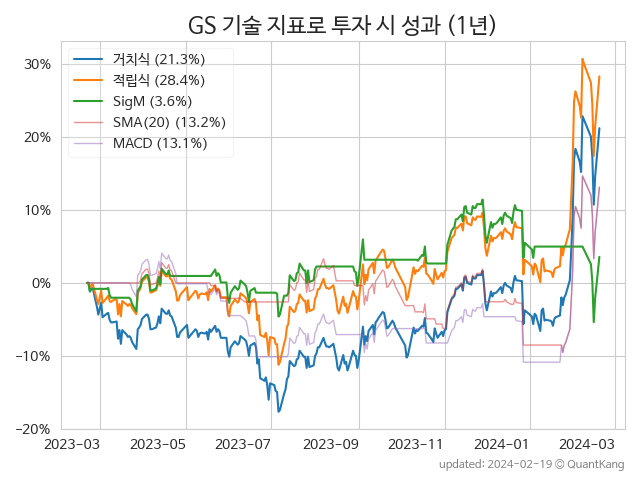 GS 기술 지표로 투자 시 성과 (1년)
거치식 (21.3%)
적립식 (28.4%)
SigM (3.6%)
SMA(20) (13.2%)
MACD (13.1%)
30%
20%
10%
0%
−10%
−20%
2023-03 2023-05 2023-07 2023-09 2023-11 2024-01 2024-03
updated: 2024-02-19 © QuantKang